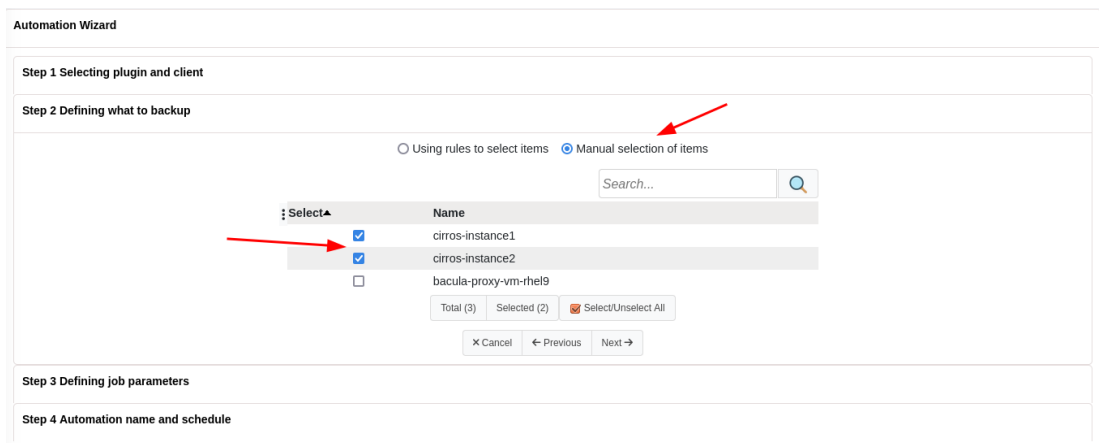 Automation Wizard
Step 1 Selecting plugin and client
Step 2 Defining what to backup
Using rules to select items Manual selection of items
Search...
Select Name
cirros-instance1
cirros-instance2
bacula-proxy-vm-rhel9
Total (3) Selected (2) Select/Unselect All
Cancel Previous Next
Step 3 Defining job parameters
Step 4 Automation name and schedule